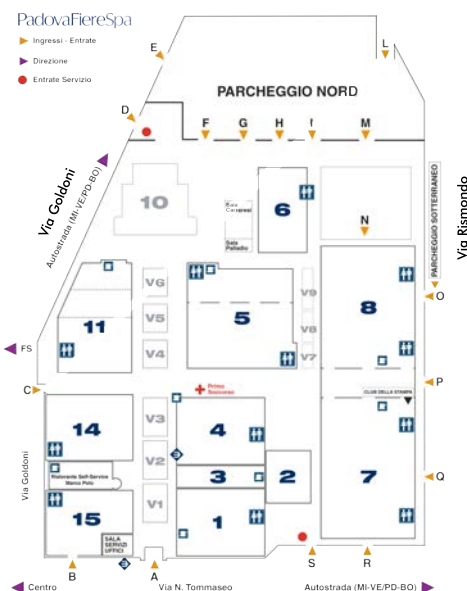 PadovaFiereSpa
Ingressi - Entrate
Direzione
Entrate Servizio
E
L
PARCHEGGIO NORD
D
F G H I M
Via Goldoni
Autostrada (MI-VE/PD-BO)
10
6
Sala
Palladio
N
PARCHEGGIO SOTTERRANEO
Via Rismondo
V6
V5
V4
11
5
V9
V8
V7
8
O
FS
C
Primo
Soccorso
P
CLUB DELLA STAMPA
14
V3
V2
V1
4
3
2
1
7
Q
Via Goldoni
Ristorante Self-Service
Marco Polo
15
SALA
SERVIZI
UFFICI
B
A
S
R
Centro
Via N. Tommaseo
Autostrada (MI-VE/PD-BO)